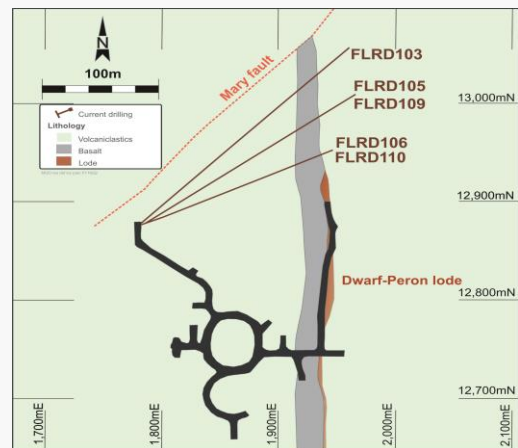 N
100m
Current drilling
Lithology
Volcaniclastics
Basalt
Lode
Mary fault
FLRD103
FLRD105
FLRD109
FLRD106
FLRD110
13,000mN
12,900mN
12,800mN
12,700mN
Dwarf-Peron lode
1,700mE
1,800mE
1,900mE
2,000mE
2,100mE